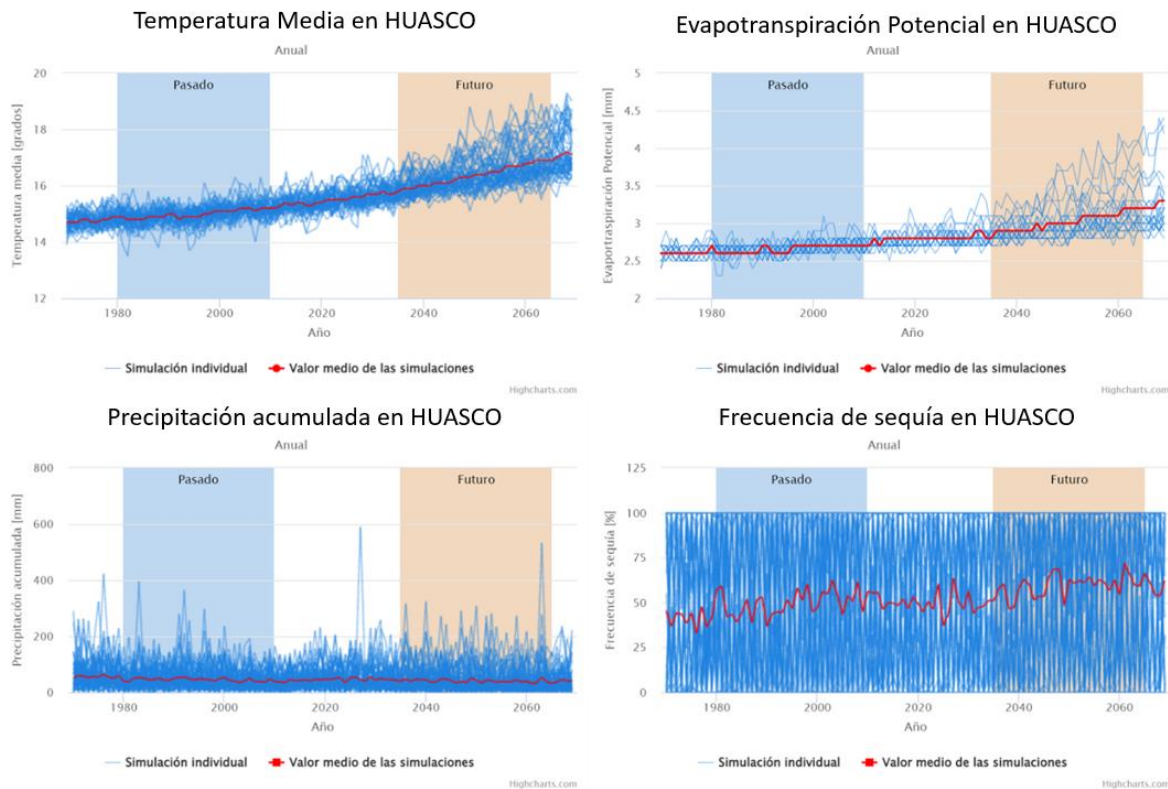 Temperatura Media en HUASCO
Anual
Pasado
Futuro
Temperatura media [grados]
20
18
16
14
12
1980
2000
2020
2040
2060
Año
Simulación individual
Valor medio de las simulaciones
Highcharts.com
Evapotranspiración Potencial en HUASCO
Anual
Pasado
Futuro
Evaportraspiración Potencial [mm]
5
4.5
4
3.5
3
2.5
2
1980
2000
2020
2040
2060
Año
Simulación individual
Valor medio de las simulaciones
Highcharts.com
Precipitación acumulada en HUASCO
Anual
Pasado
Futuro
Precipitación acumulada [mm]
800
600
400
200
0
1980
2000
2020
2040
2060
Año
Simulación individual
Valor medio de las simulaciones
Highcharts.com
Frecuencia de sequía en HUASCO
Anual
Pasado
Futuro
Frecuencia de sequía [%]
125
100
75
50
25
0
1980
2000
2020
2040
2060
Año
Simulación individual
Valor medio de las simulaciones
Highcharts.com